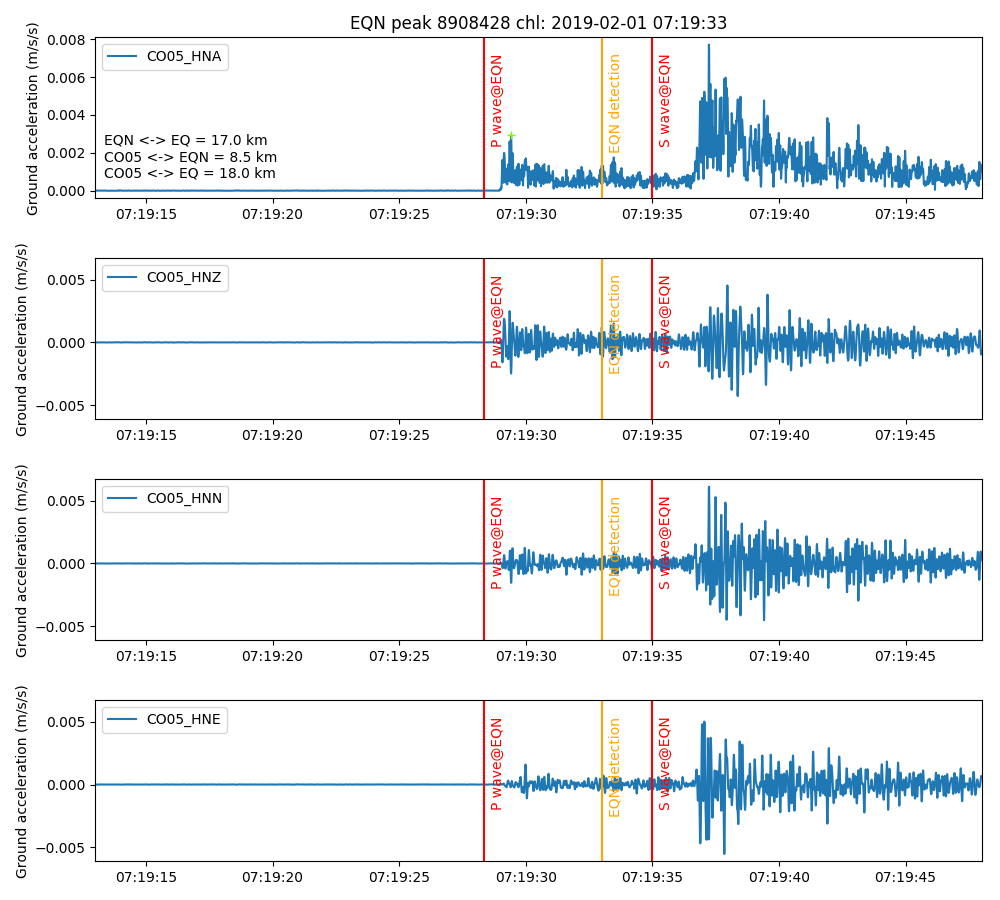 EQN peak 8908428 chl: 2019-02-01 07:19:33
Ground acceleration (m/s/s)
0.008
0.006
0.004
0.002
0.000
CO05_HNA
P wave@EQN
EQN detection
S wave@EQN
EQN <-> EQ = 17.0 km
CO05 <-> EQN = 8.5 km
CO05 <-> EQ = 18.0 km
07:19:15 07:19:20 07:19:25 07:19:30 07:19:35 07:19:40 07:19:45
Ground acceleration (m/s/s)
0.005
0.000
−0.005
CO05_HNZ
P wave@EQN
EQN detection
S wave@EQN
07:19:15 07:19:20 07:19:25 07:19:30 07:19:35 07:19:40 07:19:45
Ground acceleration (m/s/s)
0.005
0.000
−0.005
CO05_HNN
P wave@EQN
EQN detection
S wave@EQN
07:19:15 07:19:20 07:19:25 07:19:30 07:19:35 07:19:40 07:19:45
Ground acceleration (m/s/s)
0.005
0.000
−0.005
CO05_HNE
P wave@EQN
EQN detection
S wave@EQN
07:19:15 07:19:20 07:19:25 07:19:30 07:19:35 07:19:40 07:19:45